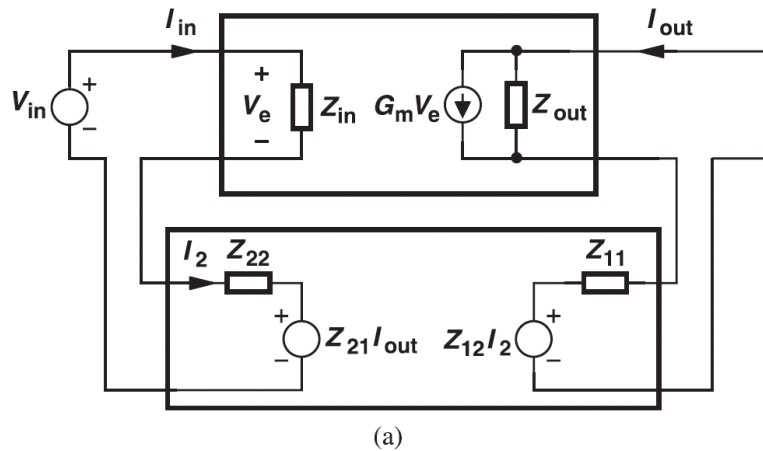 I_in I_out
+ +
V_in V_e Z_in G_m V_e Z_out
− −
I_2 Z_22 Z_11
+ +
Z_21 I_out Z_12 I_2
− −
(a)